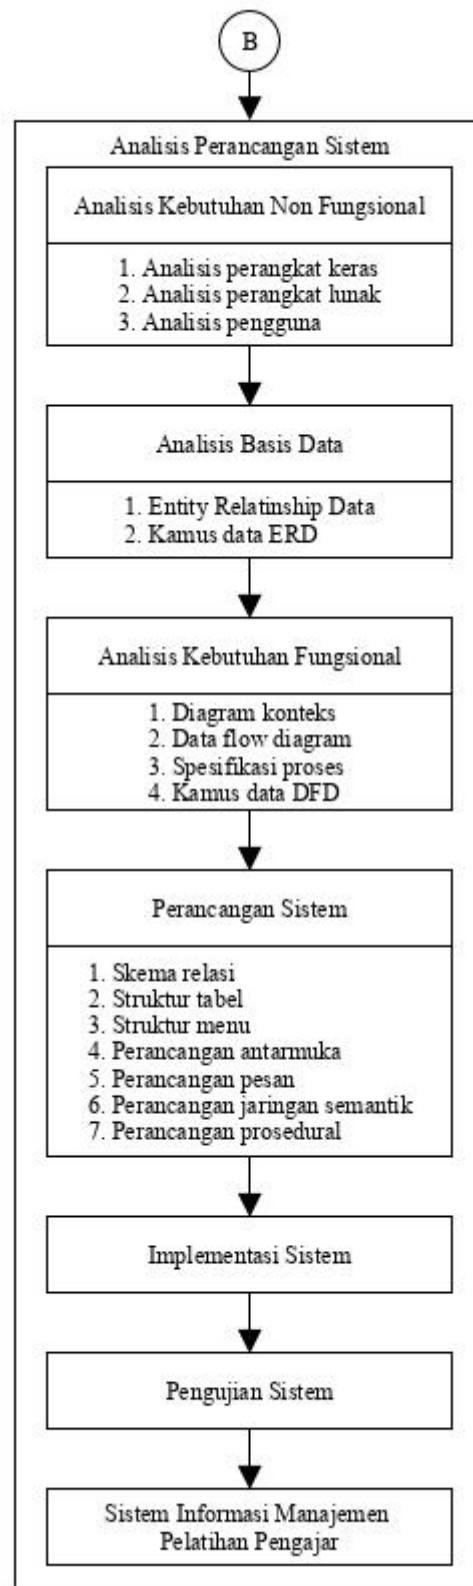 B
Analisis Perancangan Sistem
Analisis Kebutuhan Non Fungsional
1. Analisis perangkat keras
2. Analisis perangkat lunak
3. Analisis pengguna
Analisis Basis Data
1. Entity Relatinship Data
2. Kamus data ERD
Analisis Kebutuhan Fungsional
1. Diagram konteks
2. Data flow diagram
3. Spesifikasi proses
4. Kamus data DFD
Perancangan Sistem
1. Skema relasi
2. Struktur tabel
3. Struktur menu
4. Perancangan antarmuka
5. Perancangan pesan
6. Perancangan jaringan semantik
7. Perancangan prosedural
Implementasi Sistem
Pengujian Sistem
Sistem Informasi Manajemen
Pelatihan Pengajar